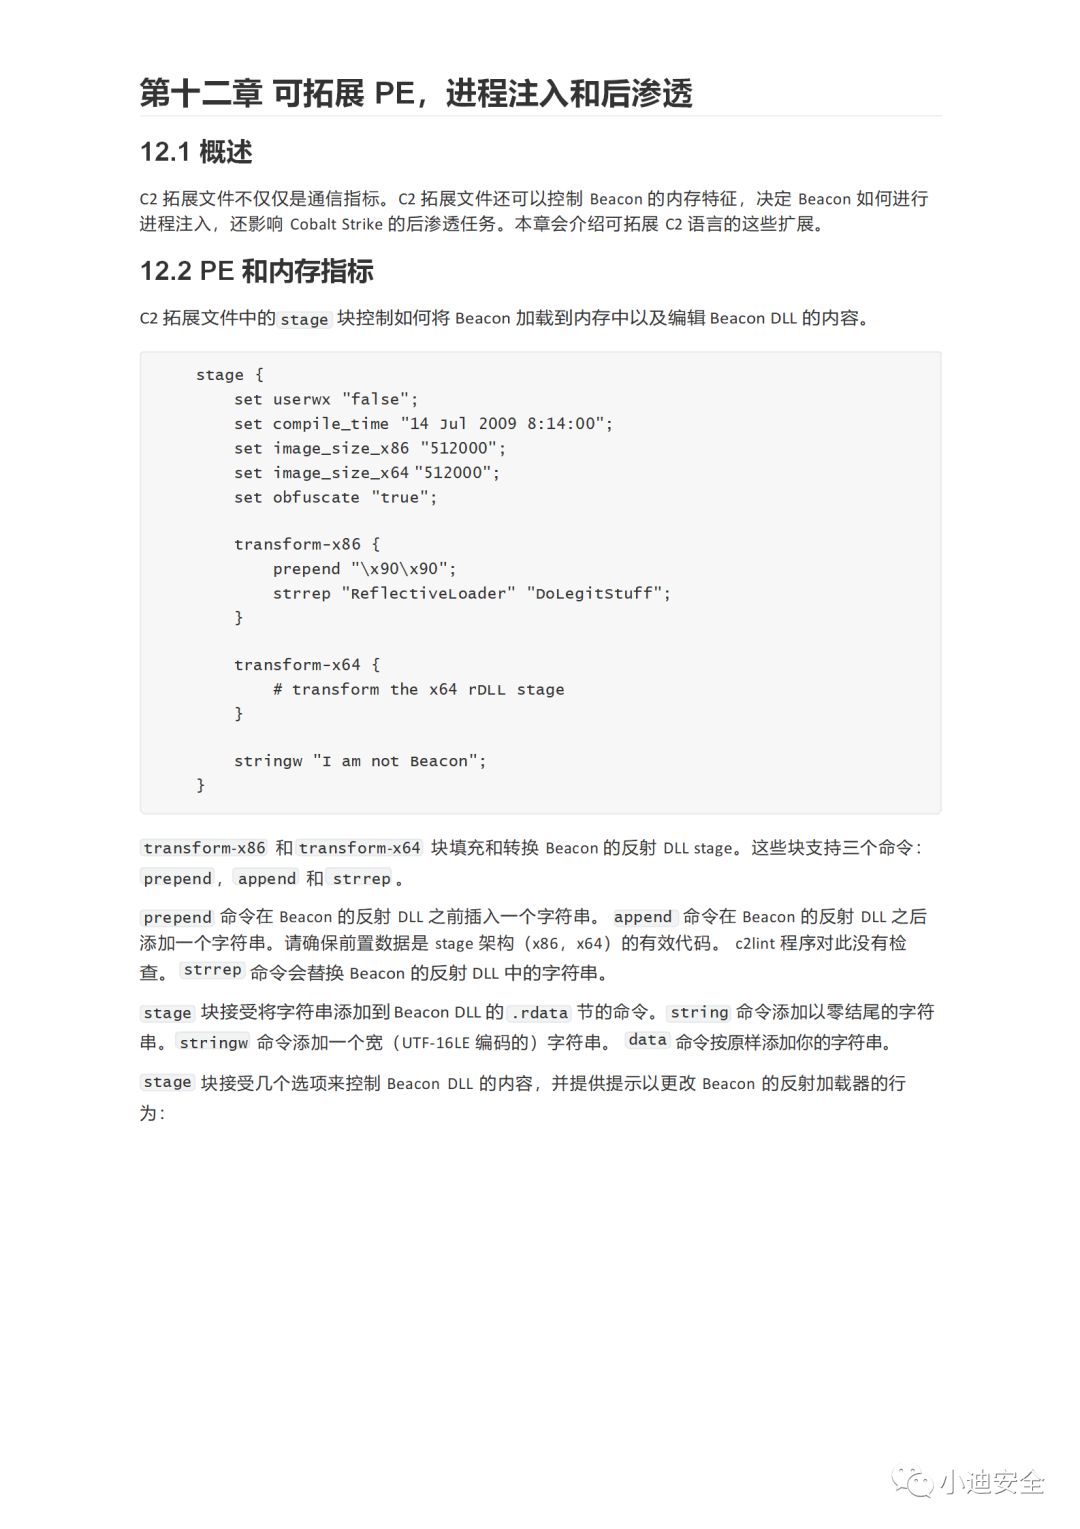 第十二章 可拓展 PE，进程注入和后渗透
12.1 概述
C2 拓展文件不仅仅是通信指标。C2 拓展文件还可以控制 Beacon 的内存特征，决定 Beacon 如何进行
进程注入，还影响 Cobalt Strike 的后渗透任务。本章会介绍可拓展 C2 语言的这些扩展。
12.2 PE 和内存指标
C2 拓展文件中的 stage 块控制如何将 Beacon 加载到内存中以及编辑 Beacon DLL 的内容。
stage {
    set userwx "false";
    set compile_time "14 Jul 2009 8:14:00";
    set image_size_x86 "512000";
    set image_size_x64 "512000";
    set obfuscate "true";
    transform-x86 {
        prepend "\x90\x90";
        strrep "ReflectiveLoader" "DoLegitStuff";
    }
    transform-x64 {
        # transform the x64 rDLL stage
    }
    stringw "I am not Beacon";
}
transform-x86 和 transform-x64 块填充和转换 Beacon 的反射 DLL stage。这些块支持三个命令：
prepend，append 和 strrep 。
prepend 命令在 Beacon 的反射 DLL 之前插入一个字符串。 append 命令在 Beacon 的反射 DLL 之后
添加一个字符串。请确保前置数据是 stage 架构（x86，x64）的有效代码。 c2lint 程序对此没有检
查。 strrep 命令会替换 Beacon 的反射 DLL 中的字符串。
stage 块接受将字符串添加到 Beacon DLL 的 .rdata 节的命令。string 命令添加以零结尾的字符
串。stringw 命令添加一个宽（UTF-16LE 编码的）字符串。 data 命令按原样添加你的字符串。
stage 块接受几个选项来控制 Beacon DLL 的内容，并提供提示以更改 Beacon 的反射加载器的行
为：
小迪安全